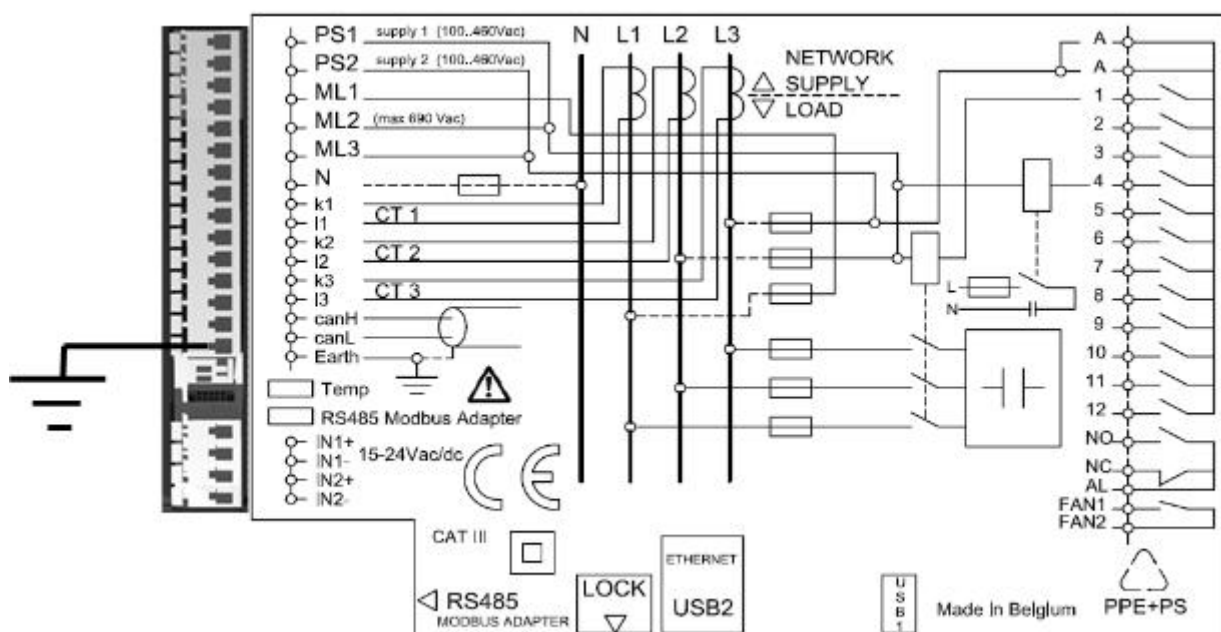 PS1 supply 1 (100..460Vac)
PS2 supply 2 (100..460Vac)
ML1
ML2 (max 690 Vac)
ML3
N
k1
l1 CT 1
k2
l2 CT 2
k3
l3 CT 3
canH
canL
Earth
Temp
RS485 Modbus Adapter
IN1+
IN1-
IN2+
IN2-
15-24Vac/dc
CE
N L1 L2 L3
NETWORK
SUPPLY
LOAD
L
N
A
A
1
2
3
4
5
6
7
8
9
10
11
12
NO
NC
AL
FAN1
FAN2
CAT III
RS485
MODBUS ADAPTER
LOCK
ETHERNET
USB2
USB1
Made in Belgium
PPE+PS